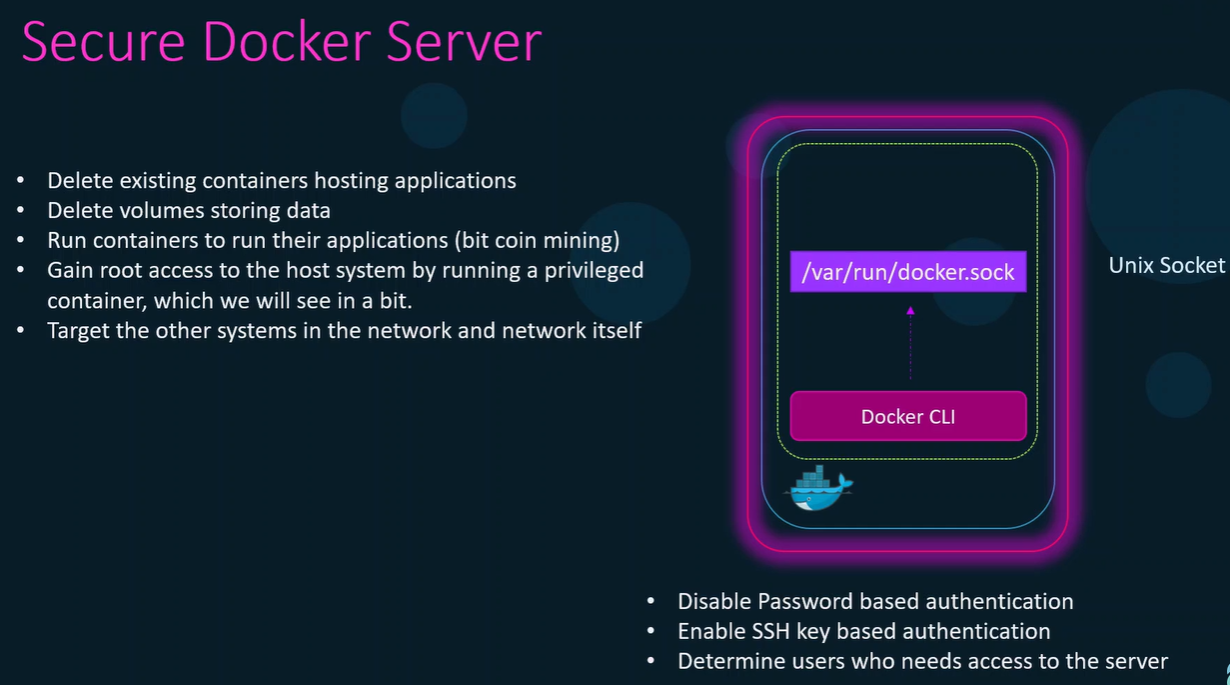 Secure Docker Server
• Delete existing containers hosting applications
• Delete volumes storing data
• Run containers to run their applications (bit coin mining)
• Gain root access to the host system by running a privileged
container, which we will see in a bit.
• Target the other systems in the network and network itself
/var/run/docker.sock
Unix Socket
Docker CLI
• Disable Password based authentication
• Enable SSH key based authentication
• Determine users who needs access to the server